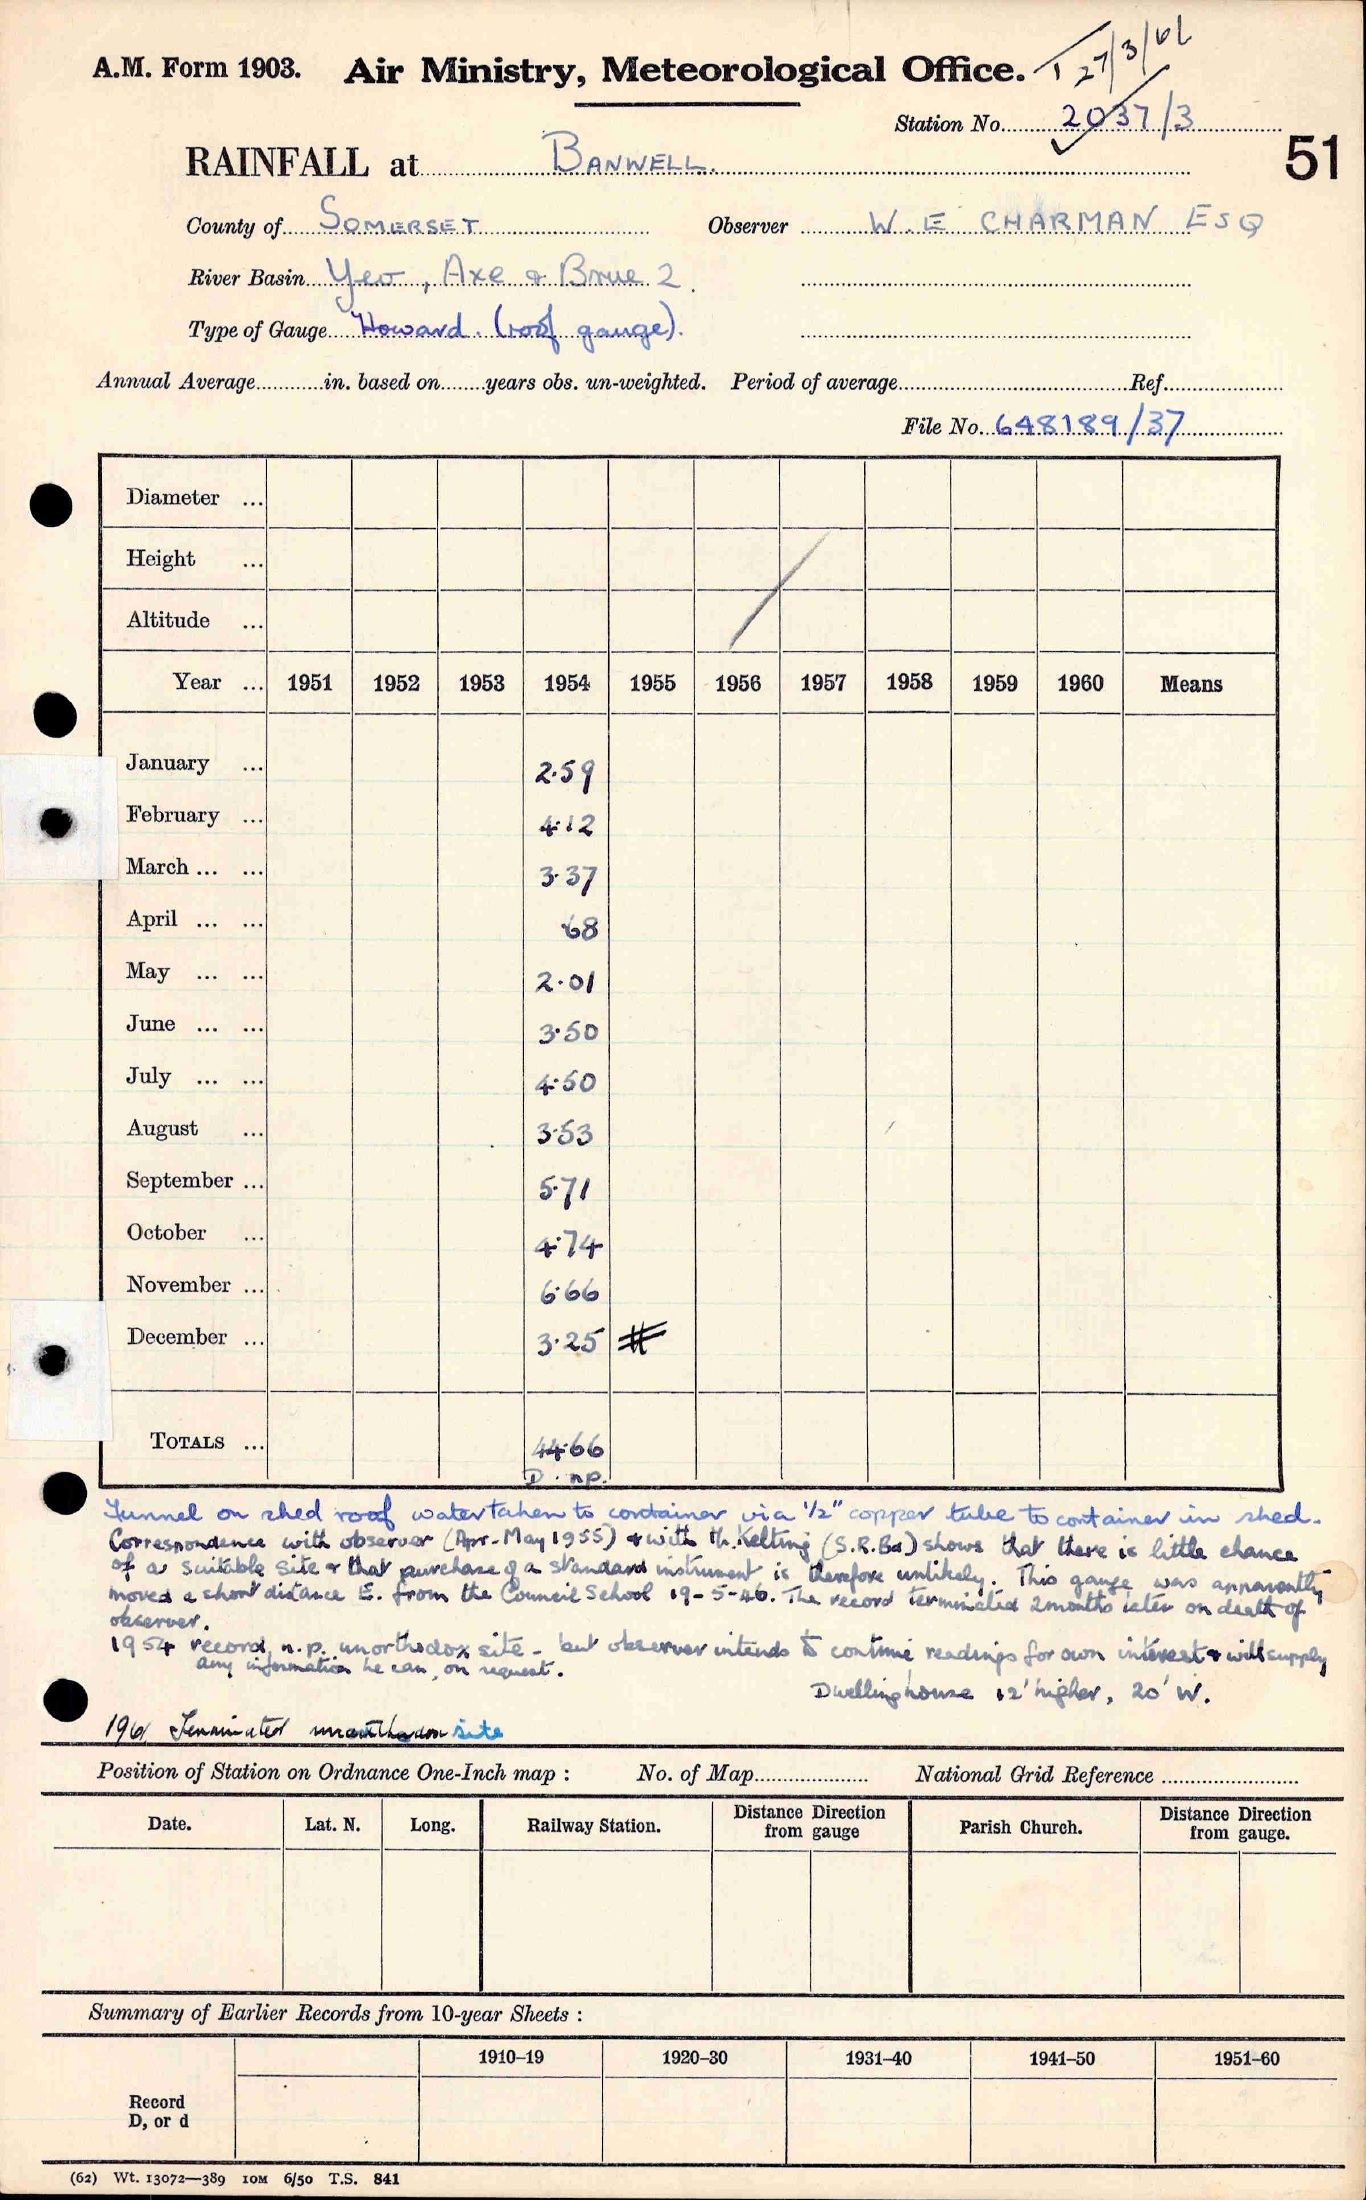 A.M. Form 1903. Air Ministry, Meteorological Office.
27/3/62
Station No. 2037/3
51
RAINFALL at BANWELL.
County of SOMERSET Observer W. E CHARMAN ESQ
River Basin Yeo, Axe & Brue 2.
Type of Gauge Howard. (roof gauge).
Annual Average in. based on years obs. un-weighted. Period of average Ref.
File No. 648189/37
Diameter ...
Height ...
Altitude ...
Year ... 1951 1952 1953 1954 1955 1956 1957 1958 1959 1960 Means
January ... 2.59
February ... 4.12
March ... ... 3.37
April ... ... .68
May ... ... 2.01
June ... ... 3.50
July ... ... 4.50
August ... 3.53
September ... 5.71
October ... 4.74
November ... 6.66
December ... 3.25 #
TOTALS ... 44.66
D. n.p.
Funnel on shed roof water taken to container via 1/2" copper tube to container in shed.
Correspondence with observer (Apr-May 1955) & with Mr. Kelting (S.R.Bd) shows that there is little chance
of a suitable site & that purchase of a standard instrument is therefore unlikely. This gauge was apparently
moved a short distance E. from the Council School 19-5-46. The record terminated 2 months later on death of
observer.
1954 record n.p. unorthodox site - but observer intends to continue readings for own interest & will supply
any information he can, on request.
Dwelling house 12' higher, 20' W.
1961 Terminated unorthodox site
Position of Station on Ordnance One-Inch map : No. of Map National Grid Reference
Date. Lat. N. Long. Railway Station. Distance Direction from gauge Parish Church. Distance Direction from gauge.
Summary of Earlier Records from 10-year Sheets :
1910–19 1920–30 1931–40 1941–50 1951–60
Record
D, or d
(62) Wt. 13072—389 10M 6/50 T.S. 841